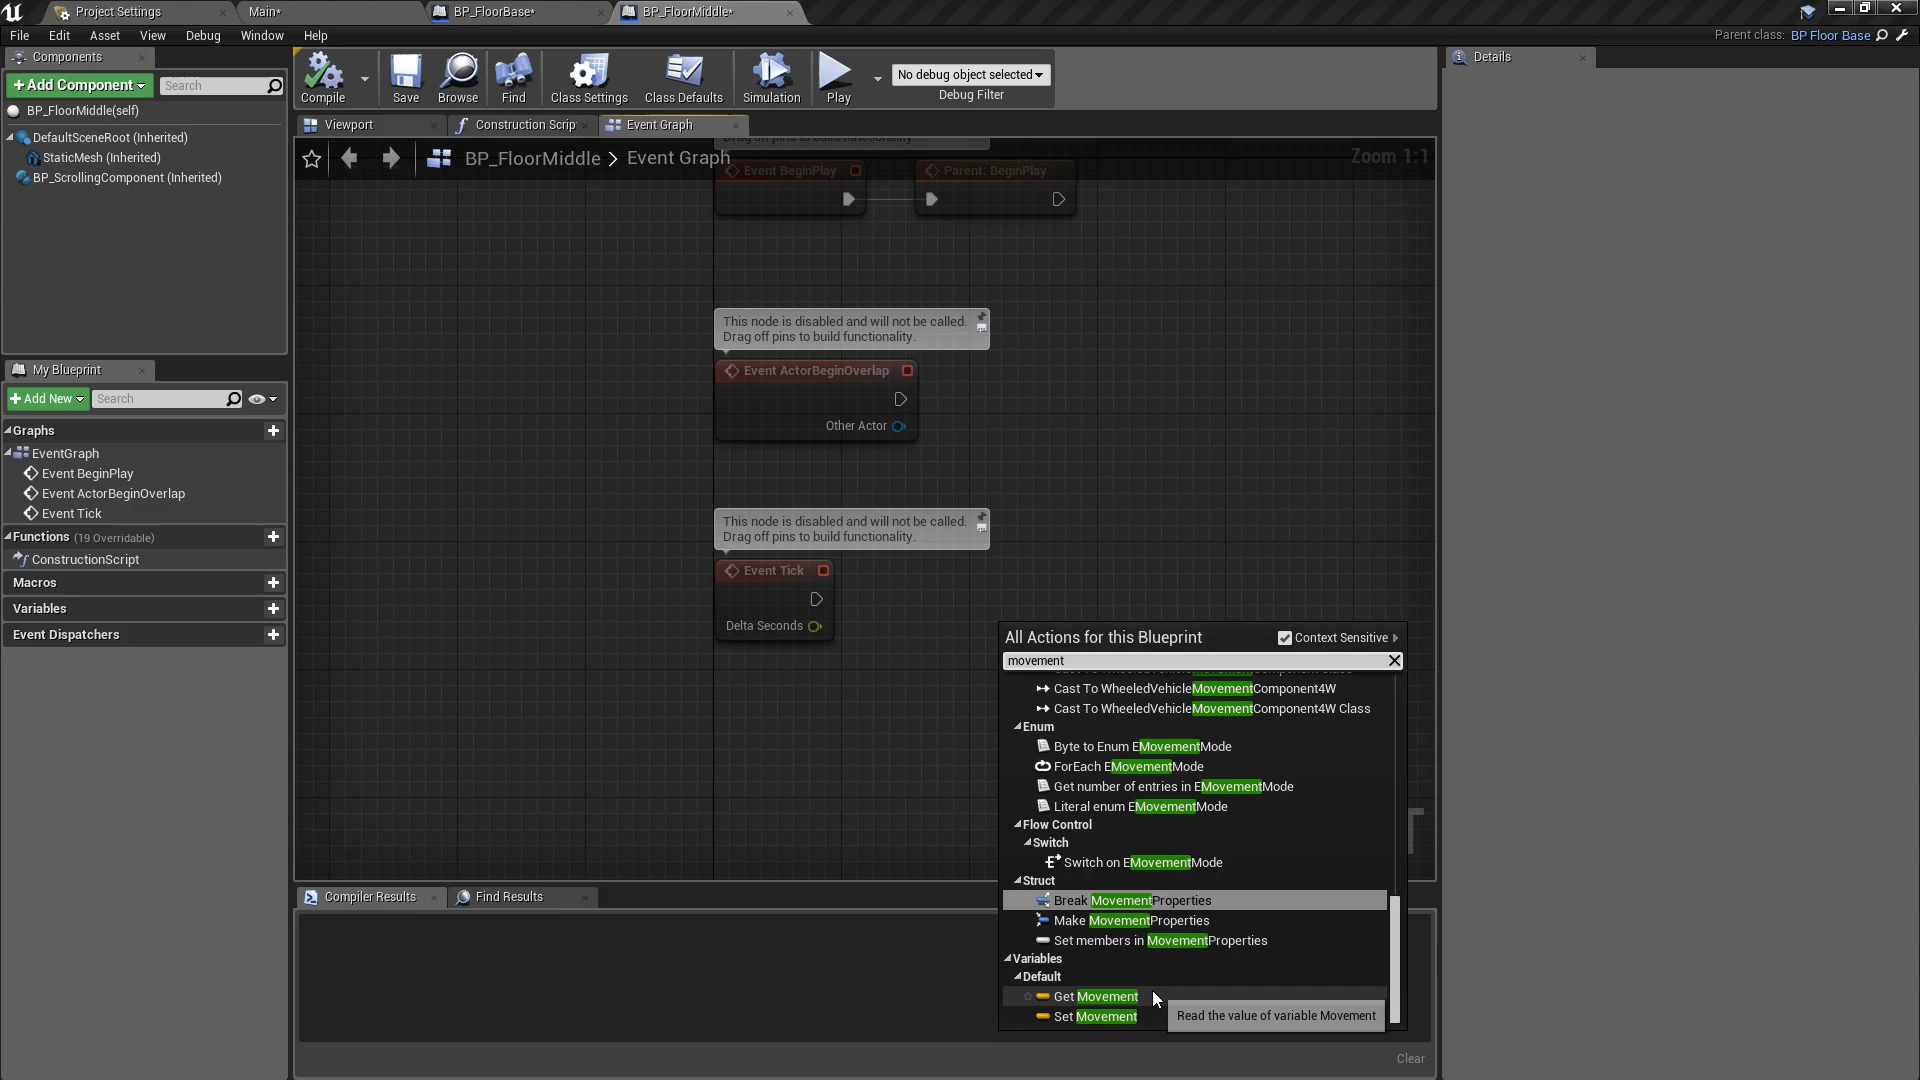 Project Settings
Main*
BP_FloorBase*
BP_FloorMiddle*
File Edit Asset View Debug Window Help
Parent class: BP Floor Base
Components
+Add Component
Search
BP_FloorMiddle(self)
DefaultSceneRoot (Inherited)
StaticMesh (Inherited)
BP_ScrollingComponent (Inherited)
Compile
Save
Browse
Find
Class Settings
Class Defaults
Simulation
Play
No debug object selected
Debug Filter
Details
Viewport
Construction Scrip
Event Graph
BP_FloorMiddle > Event Graph
Zoom 1:1
Drag off pins to build functionality.
Event BeginPlay
Parent: BeginPlay
This node is disabled and will not be called.
Drag off pins to build functionality.
Event ActorBeginOverlap
Other Actor
This node is disabled and will not be called.
Drag off pins to build functionality.
Event Tick
Delta Seconds
My Blueprint
+Add New
Search
Graphs
EventGraph
Event BeginPlay
Event ActorBeginOverlap
Event Tick
Functions (19 Overridable)
ConstructionScript
Macros
Variables
Event Dispatchers
All Actions for this Blueprint
Context Sensitive
movement
Cast To WheeledVehicleMovementComponent4W
Cast To WheeledVehicleMovementComponent4W Class
Enum
Byte to Enum EMovementMode
ForEach EMovementMode
Get number of entries in EMovementMode
Literal enum EMovementMode
Flow Control
Switch
Switch on EMovementMode
Struct
Break MovementProperties
Make MovementProperties
Set members in MovementProperties
Variables
Default
Get Movement
Set Movement
Read the value of variable Movement
Compiler Results
Find Results
Clear